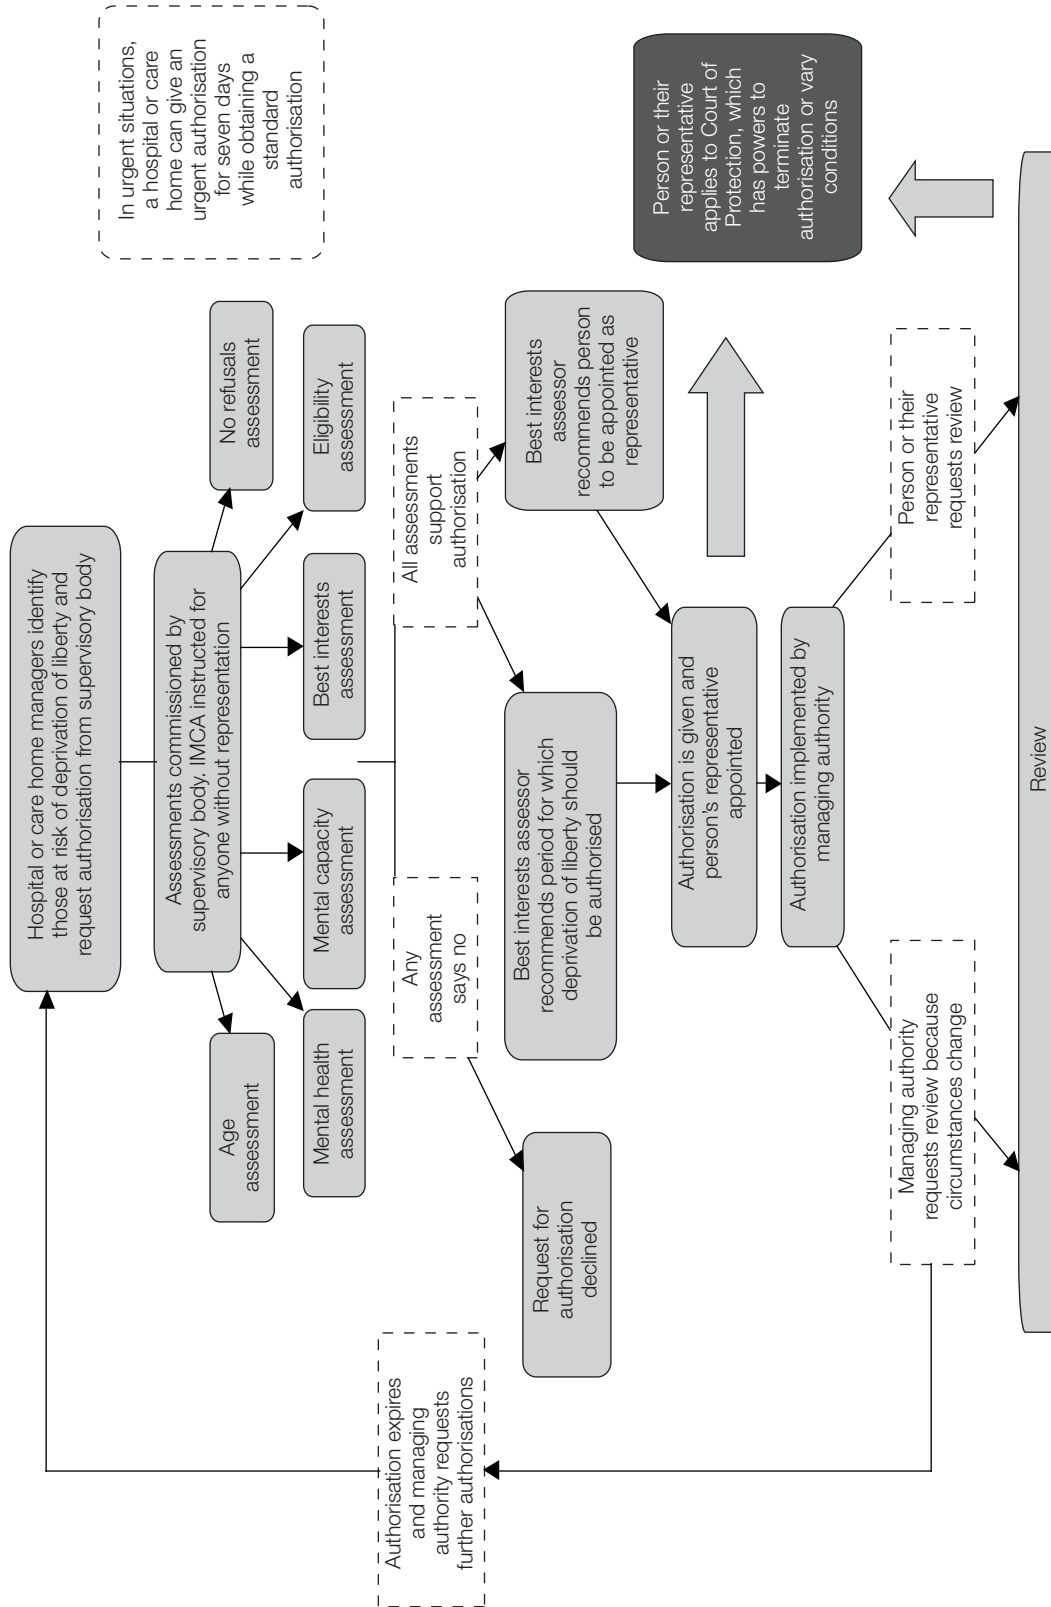 In urgent situations,
a hospital or care
home can give an
urgent authorisation
for seven days
while obtaining a
standard
authorisation
Hospital or care home managers identify
those at risk of deprivation of liberty and
request authorisation from supervisory body
Assessments commissioned by
supervisory body. IMCA instructed for
anyone without representation
Age
assessment
No refusals
assessment
Mental health
assessment
Mental capacity
assessment
Best interests
assessment
Eligibility
assessment
Authorisation expires
and managing
authority requests
further authorisations
Any
assessment
says no
All assessments
support
authorisation
Request for
authorisation
declined
Best interests assessor
recommends period for which
deprivation of liberty should
be authorised
Best interests
assessor
recommends person
to be appointed as
representative
Person or their
representative
applies to Court of
Protection, which
has powers to
terminate
authorisation or vary
conditions
Authorisation is given and
person's representative
appointed
Authorisation implemented by
managing authority
Managing authority
requests review because
circumstances change
Person or their
representative
requests review
Review